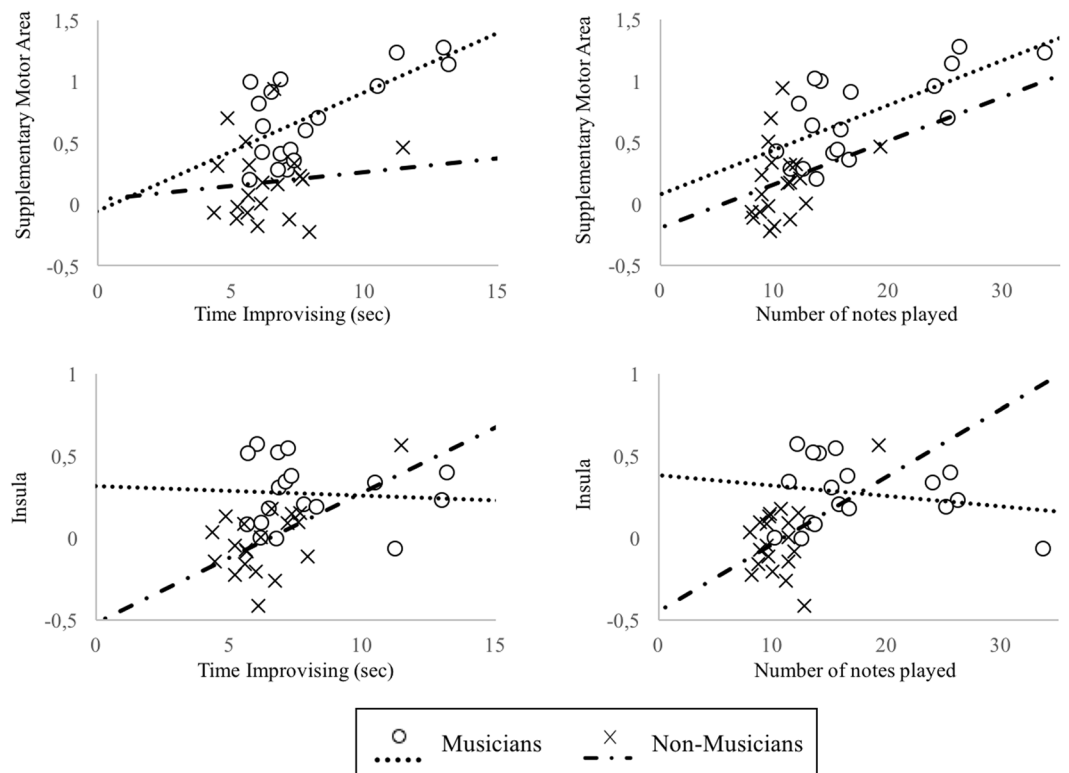 Supplementary Motor Area
1,5
1
0,5
0
-0,5
0 5 10 15
Time Improvising (sec)
Supplementary Motor Area
1,5
1
0,5
0
-0,5
0 10 20 30
Number of notes played
Insula
1
0,5
0
-0,5
0 5 10 15
Time Improvising (sec)
Insula
1
0,5
0
-0,5
0 10 20 30
Number of notes played
Musicians Non-Musicians